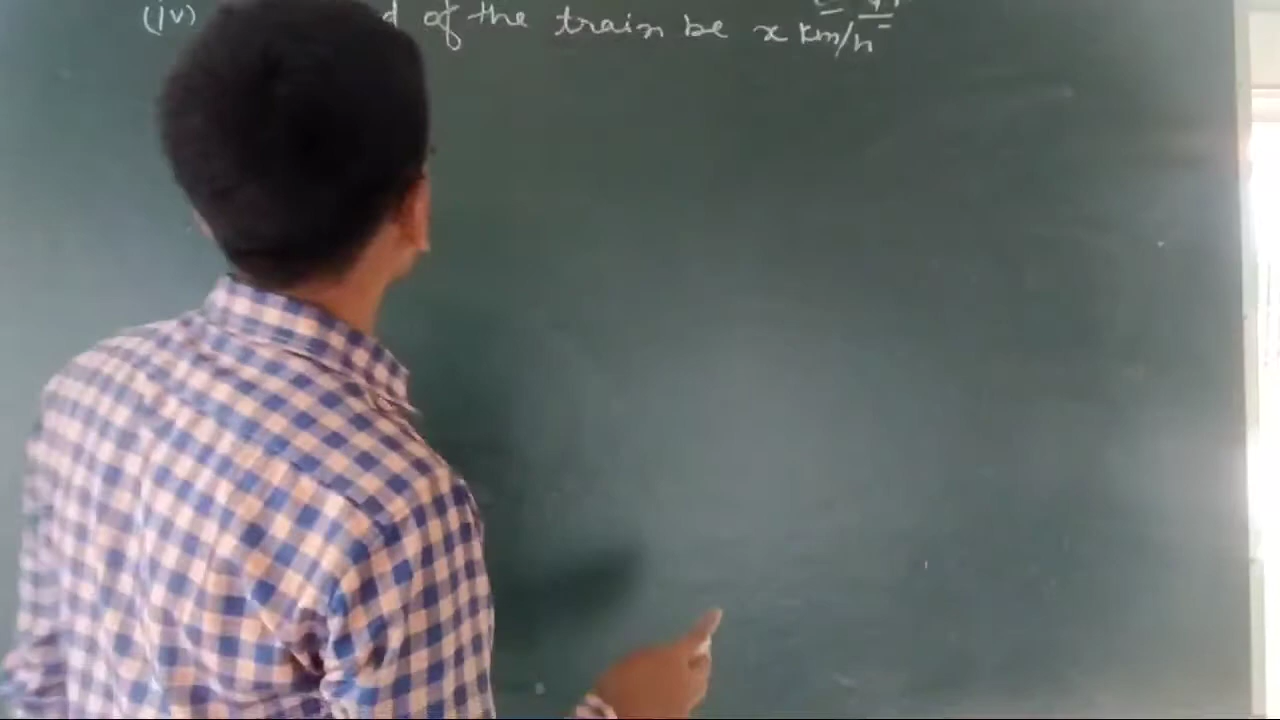 (iv) d of the train be x km/h